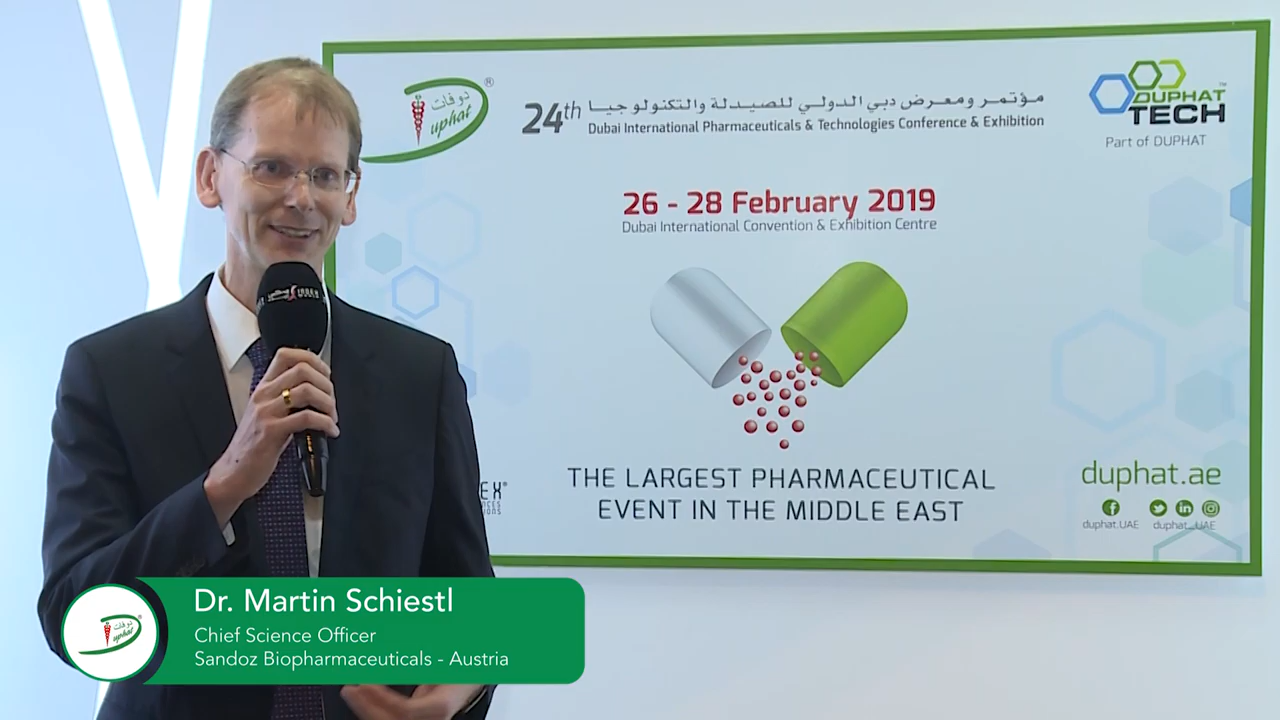 دوفات
Duphat®
24th
مؤتمر ومعرض دبي الدولي للصيدلة والتكنولوجيا
Dubai International Pharmaceuticals & Technologies Conference & Exhibition
DUPHAT
TECH
Part of DUPHAT
26 - 28 February 2019
Dubai International Convention & Exhibition Centre
THE LARGEST PHARMACEUTICAL
EVENT IN THE MIDDLE EAST
duphat.ae
duphat.UAE
duphat_UAE
Dr. Martin Schiestl
Chief Science Officer
Sandoz Biopharmaceuticals - Austria
دوفات
Duphat®